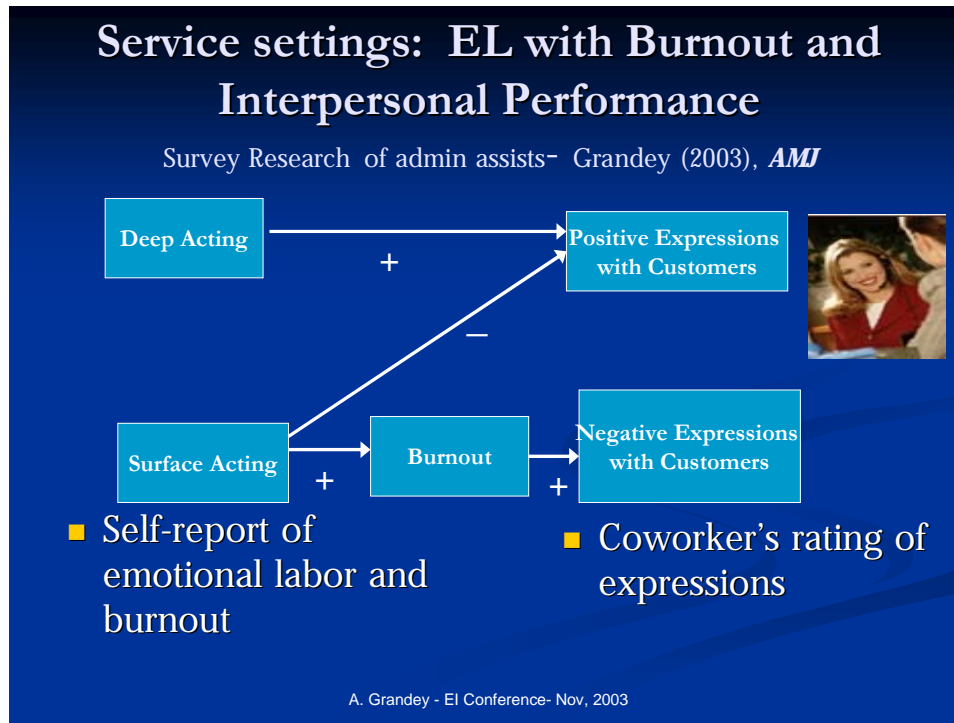 Service settings: EL with Burnout and
Interpersonal Performance
Survey Research of admin assists- Grandey (2003), AMJ
Deep Acting
+
Positive Expressions
with Customers
–
Surface Acting
+
Burnout
+
Negative Expressions
with Customers
Self-report of
emotional labor and
burnout
Coworker's rating of
expressions
A. Grandey - EI Conference- Nov, 2003